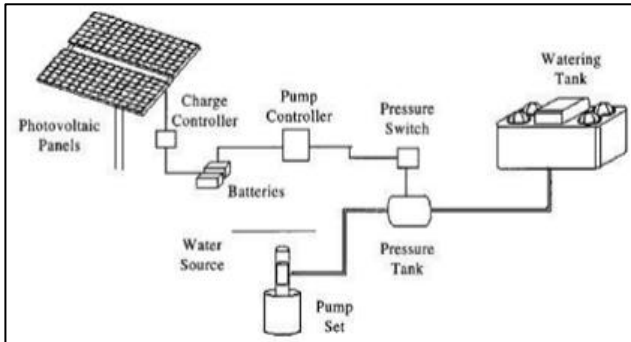 Photovoltaic
Panels
Charge
Controller
Batteries
Pump
Controller
Pressure
Switch
Watering
Tank
Water
Source
Pressure
Tank
Pump
Set